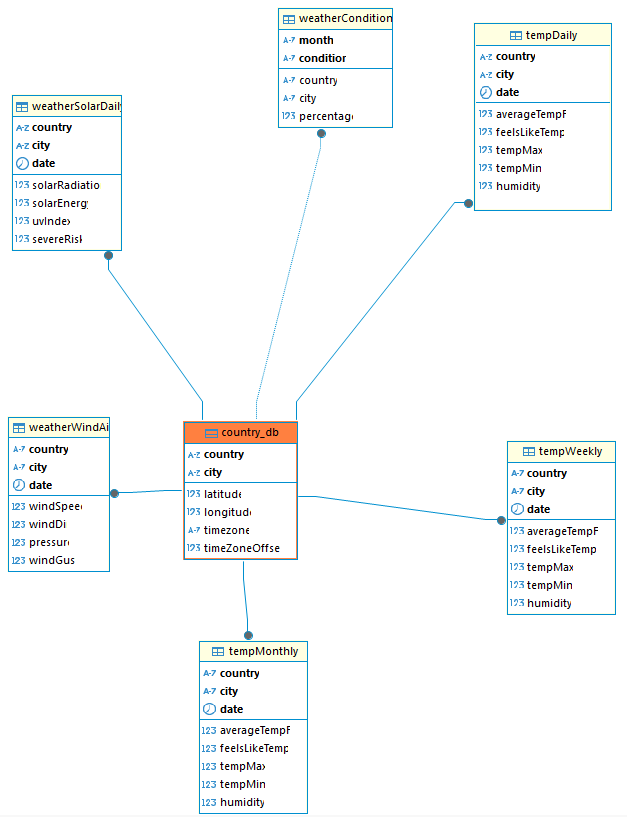 weatherCondition
A-Z month
A-Z condition
A-Z country
A-Z city
123 percentage
tempDaily
A-Z country
A-Z city
date
123 averageTempF
123 feelsLikeTemp
123 tempMax
123 tempMin
123 humidity
weatherSolarDaily
A-Z country
A-Z city
date
123 solarRadiatio
123 solarEnergy
123 uvIndex
123 severeRisk
weatherWindAi
A-Z country
A-Z city
date
123 windSpeed
123 windDi
123 pressure
123 windGus
country_db
A-Z country
A-Z city
123 latitude
123 longitude
A-Z timezone
123 timeZoneOffse
tempWeekly
A-Z country
A-Z city
date
123 averageTempF
123 feelsLikeTemp
123 tempMax
123 tempMin
123 humidity
tempMonthly
A-Z country
A-Z city
date
123 averageTempF
123 feelsLikeTemp
123 tempMax
123 tempMin
123 humidity